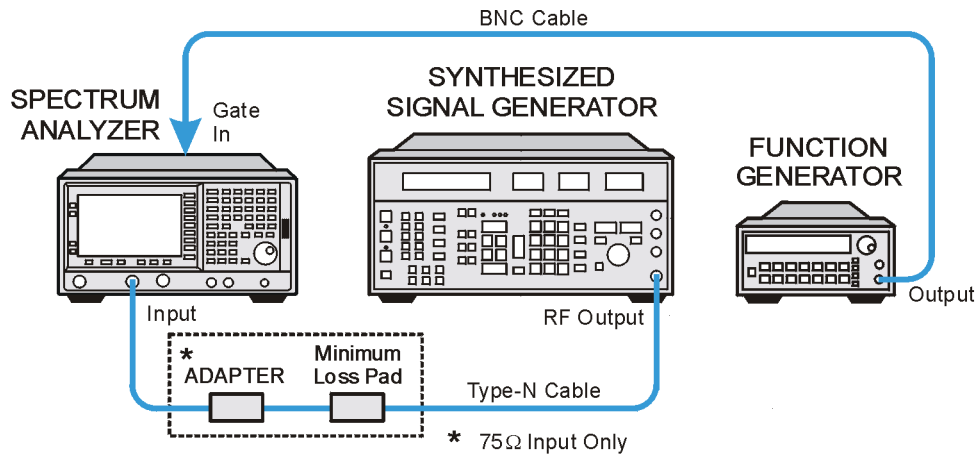 BNC Cable
SPECTRUM
ANALYZER
Gate
In
SYNTHESIZED
SIGNAL GENERATOR
FUNCTION
GENERATOR
Input
RF Output
Output
*
ADAPTER
Minimum
Loss Pad
Type-N Cable
* 75Ω Input Only